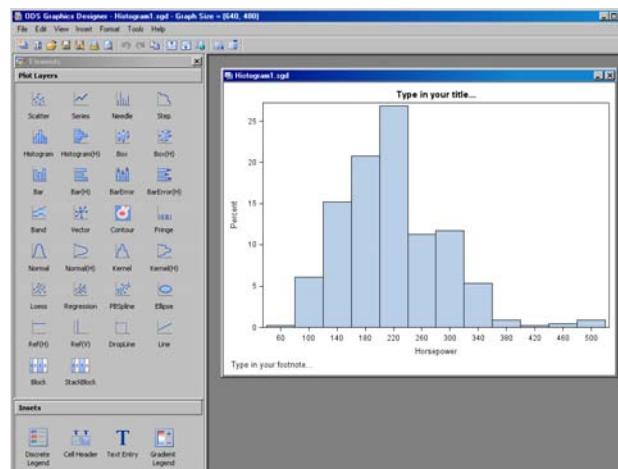 ODS Graphics Designer - Histogram1.sgd - Graph Size = (640, 480)
File Edit View Insert Format Tools Help
Elements
Plot Layers
Scatter Series Needle Step
Histogram Histogram(H) Box Box(H)
Bar Bar(H) BarError BarError(H)
Band Vector Contour Fringe
Normal Normal(H) Kernel Kernel(H)
Loess Regression PBSpline Ellipse
Ref(H) Ref(V) DropLine Line
Block StackBlock
Insets
Discrete Legend Cell Header Text Entry Gradient Legend
Histogram1.sgd
Type in your title...
25
20
15
10
5
0
Percent
60 100 140 180 220 260 300 340 380 420 460 500
Horsepower
Type in your footnote...